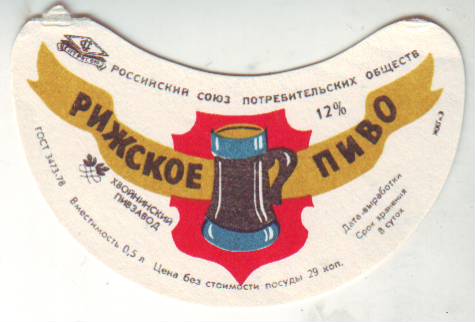 РОССИЙСКИЙ СОЮЗ ПОТРЕБИТЕЛЬСКИХ ОБЩЕСТВ
РИЖСКОЕ ПИВО
12%
ГОСТ 3473-78
ХВОЙНИНСКИЙ
ПИВЗАВОД
Дата выработки
Срок хранения
8 суток
Вместимость 0,5 л Цена без стоимости посуды 29 коп.